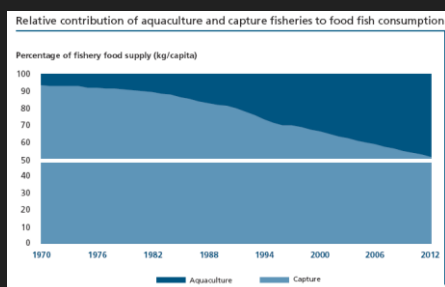 Relative contribution of aquaculture and capture fisheries to food fish consumption
Percentage of fishery food supply (kg/capita)
100
90
80
70
60
50
40
30
20
10
0
1970 1976 1982 1988 1994 2000 2006 2012
Aquaculture Capture